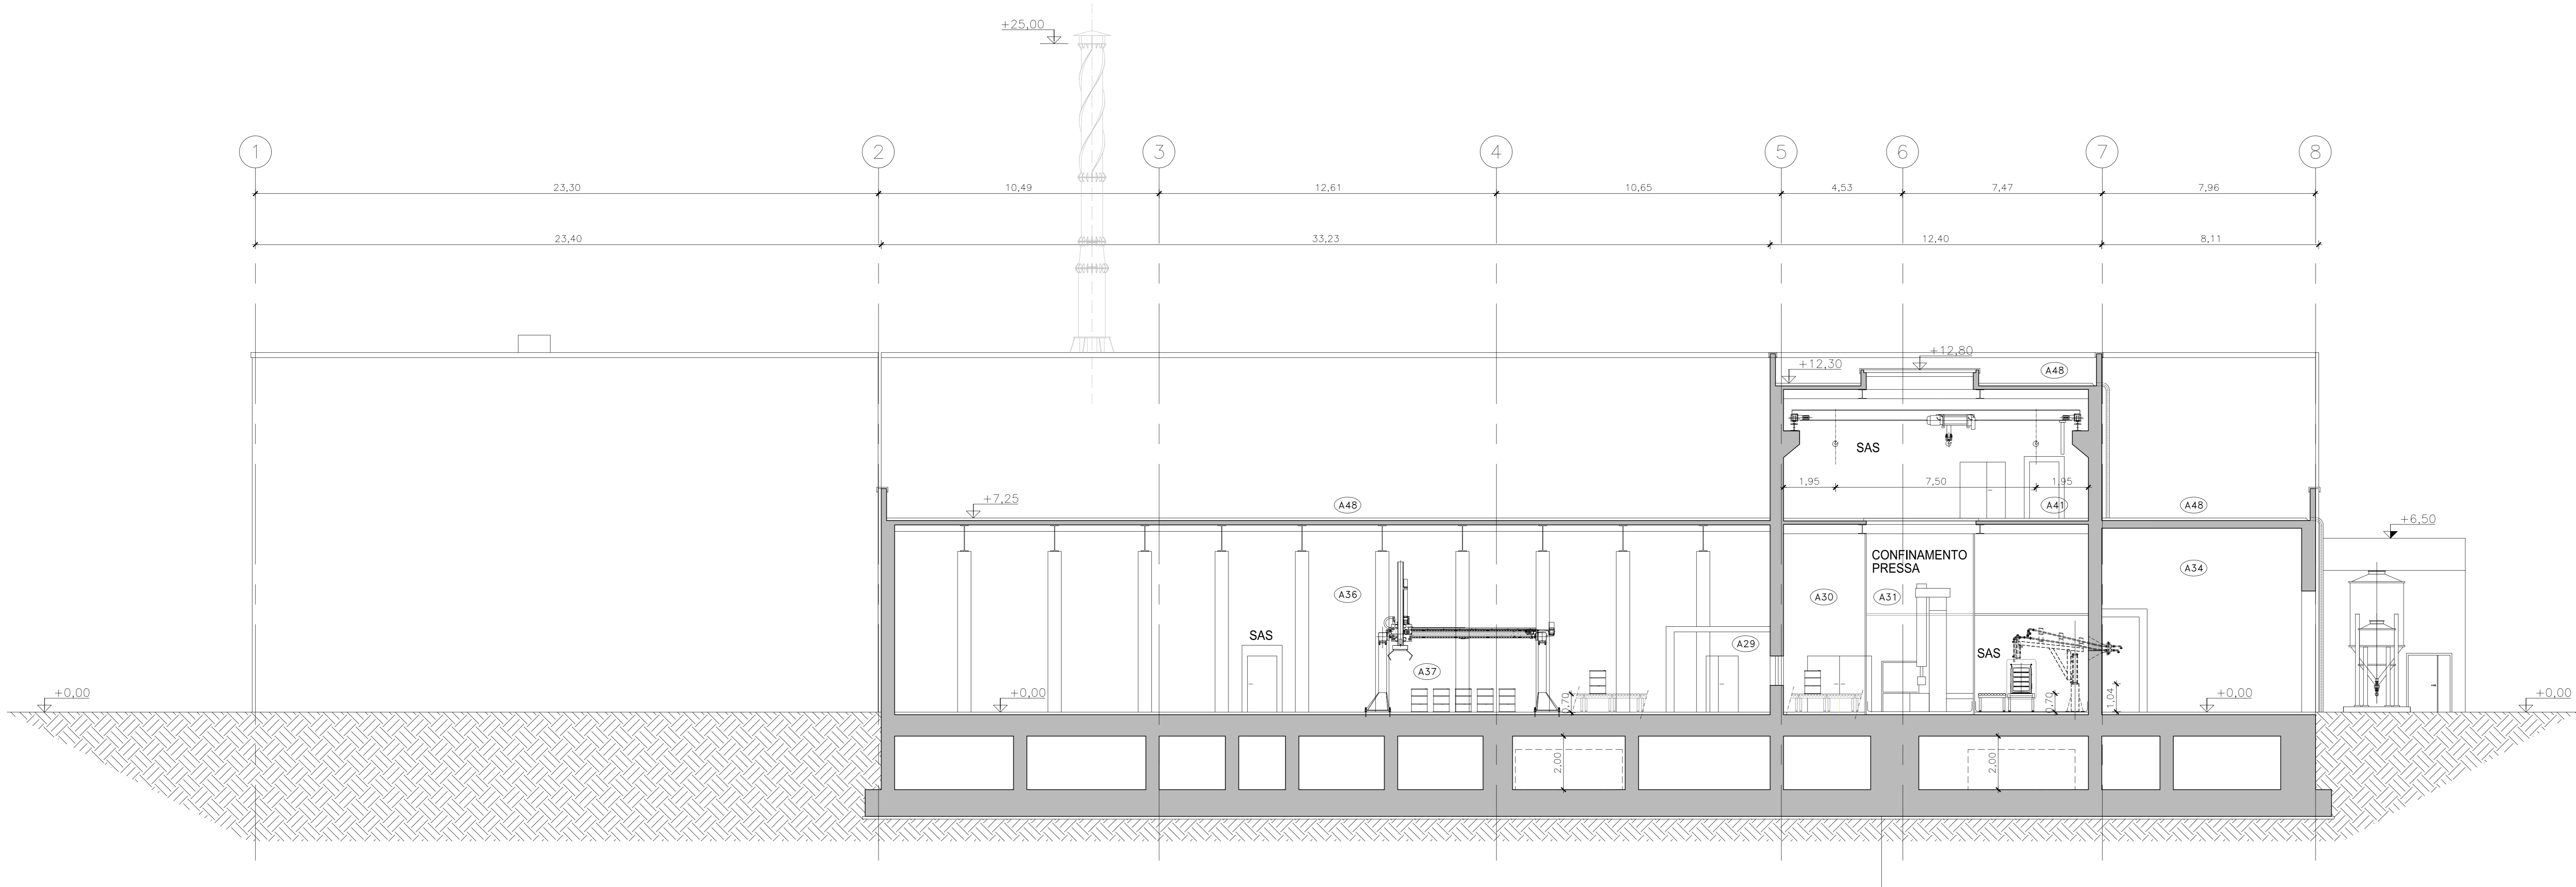 +25,00
1
2
3
4
5
6
7
8
23,30
10,49
12,61
10,65
4,53
7,47
7,96
23,40
33,23
12,40
8,11
+12,80
+12,30
A48
SAS
1,95
7,50
1,95
+7,25
A48
A41
A48
+6,50
CONFINAMENTO
PRESSA
A34
A36
A30
A31
SAS
A29
SAS
A37
+0,00
+0,00
0,70
0,70
1,04
+0,00
+0,00
2,00
2,00